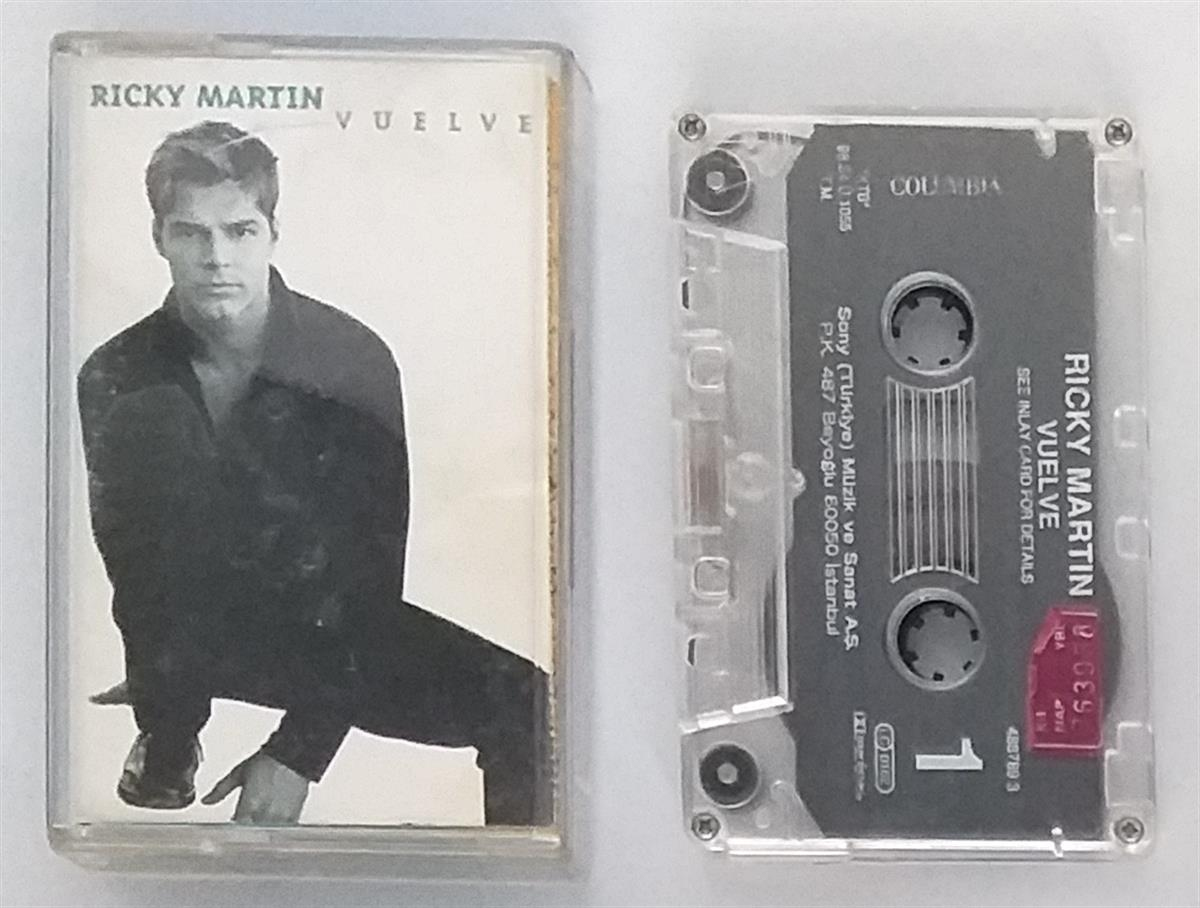 RICKY MARTIN
VUELVE
COLUMBIA
RICKY MARTIN
VUELVE
SEE INLAY CARD FOR DETAILS
Sony (Türkiye) Müzik ve Sanat A.Ş.
P.K. 487 Beyoğlu 80050 İstanbul
1